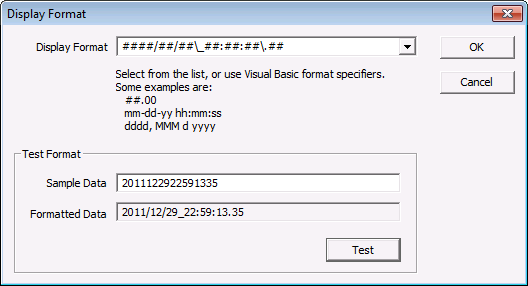 Display Format
Display Format ####/##/##\_##:##:##\.## OK
Select from the list, or use Visual Basic format specifiers. Cancel
Some examples are:
##.00
mm-dd-yy hh:mm:ss
dddd, MMM d yyyy
Test Format
Sample Data 2011122922591335
Formatted Data 2011/12/29_22:59:13.35
Test